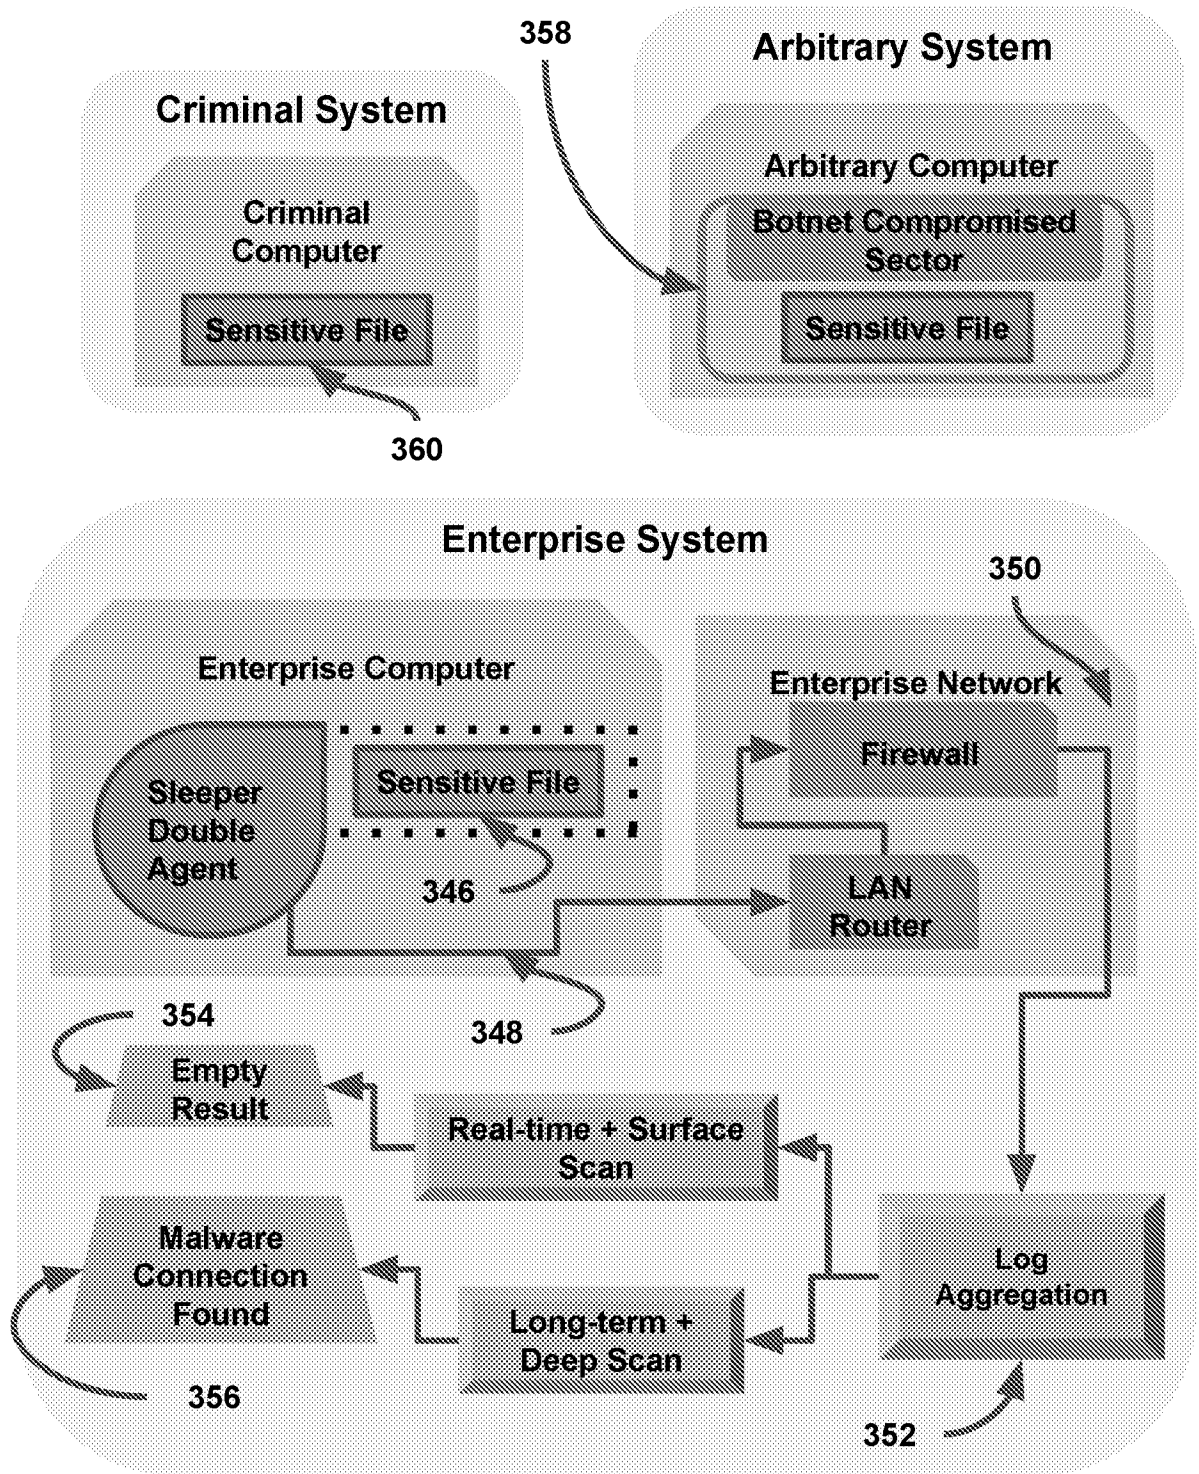 358
Arbitrary System
Criminal System
Arbitrary Computer
Criminal
Computer
Botnet Compromised
Sector
Sensitive File
Sensitive File
360
Enterprise System
350
Enterprise Computer
Enterprise Network
Firewall
Sensitive File
Sleeper
Double
Agent
346
LAN
Router
354
348
Empty
Result
Real-time + Surface
Scan
Malware
Connection
Found
Log
Aggregation
Long-term +
Deep Scan
356
352